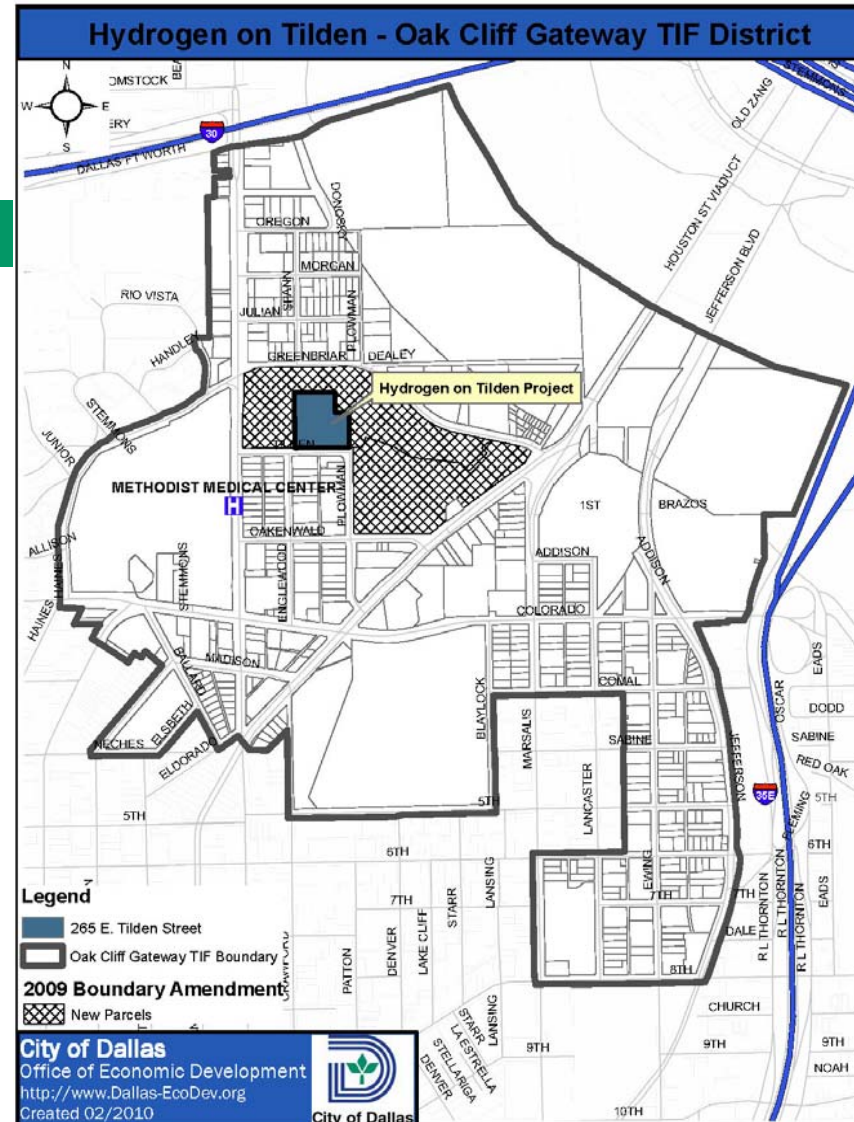 Hydrogen on Tilden - Oak Cliff Gateway TIF District
N
W
E
S
OMSTOCK
BEA
ERY
30
DALLAS FT WORTH
STEMMONS
OLD ZANG
HOUSTON ST VIADUCT
JEFFERSON BLVD
OREGON
MORGAN
SPANN
PLOWMAN
JULIAN
GREENBRIAR
DEALEY
RIO VISTA
HANDLEY
STEMMONS
JUNIOR
Hydrogen on Tilden Project
METHODIST MEDICAL CENTER
H
PLOWMAN
OAKENWALD
ENGLEWOOD
STEMMONS
ALLISON
HAINES
HAINES
1ST
BRAZOS
ADDISON
ADDISON
COLORADO
MADISON
BALLARD
ELSBETH
NECHES
ELDORADO
COMAL
BLAYLOCK
MARSALIS
SABINE
LANCASTER
JEFFERSON
EWING
OSCAR
EADS
DODD
SABINE
RED OAK
35E
5TH
FLEMING
5TH
5TH
6TH
6TH
7TH
7TH
7TH
DALE
R L THORNTON
R L THORNTON
R L THORNTON
EADS
8TH
CHURCH
PATTON
DENVER
LAKE CLIFF
STARR
LANSING
LANSING
STARR
LA ESTRELLA
STELLARIGA
DENVER
9TH
9TH
9TH
NOAH
10TH
Legend
265 E. Tilden Street
Oak Cliff Gateway TIF Boundary
2009 Boundary Amendment
New Parcels
City of Dallas
Office of Economic Development
http://www.Dallas-EcoDev.org
Created 02/2010
City of Dallas